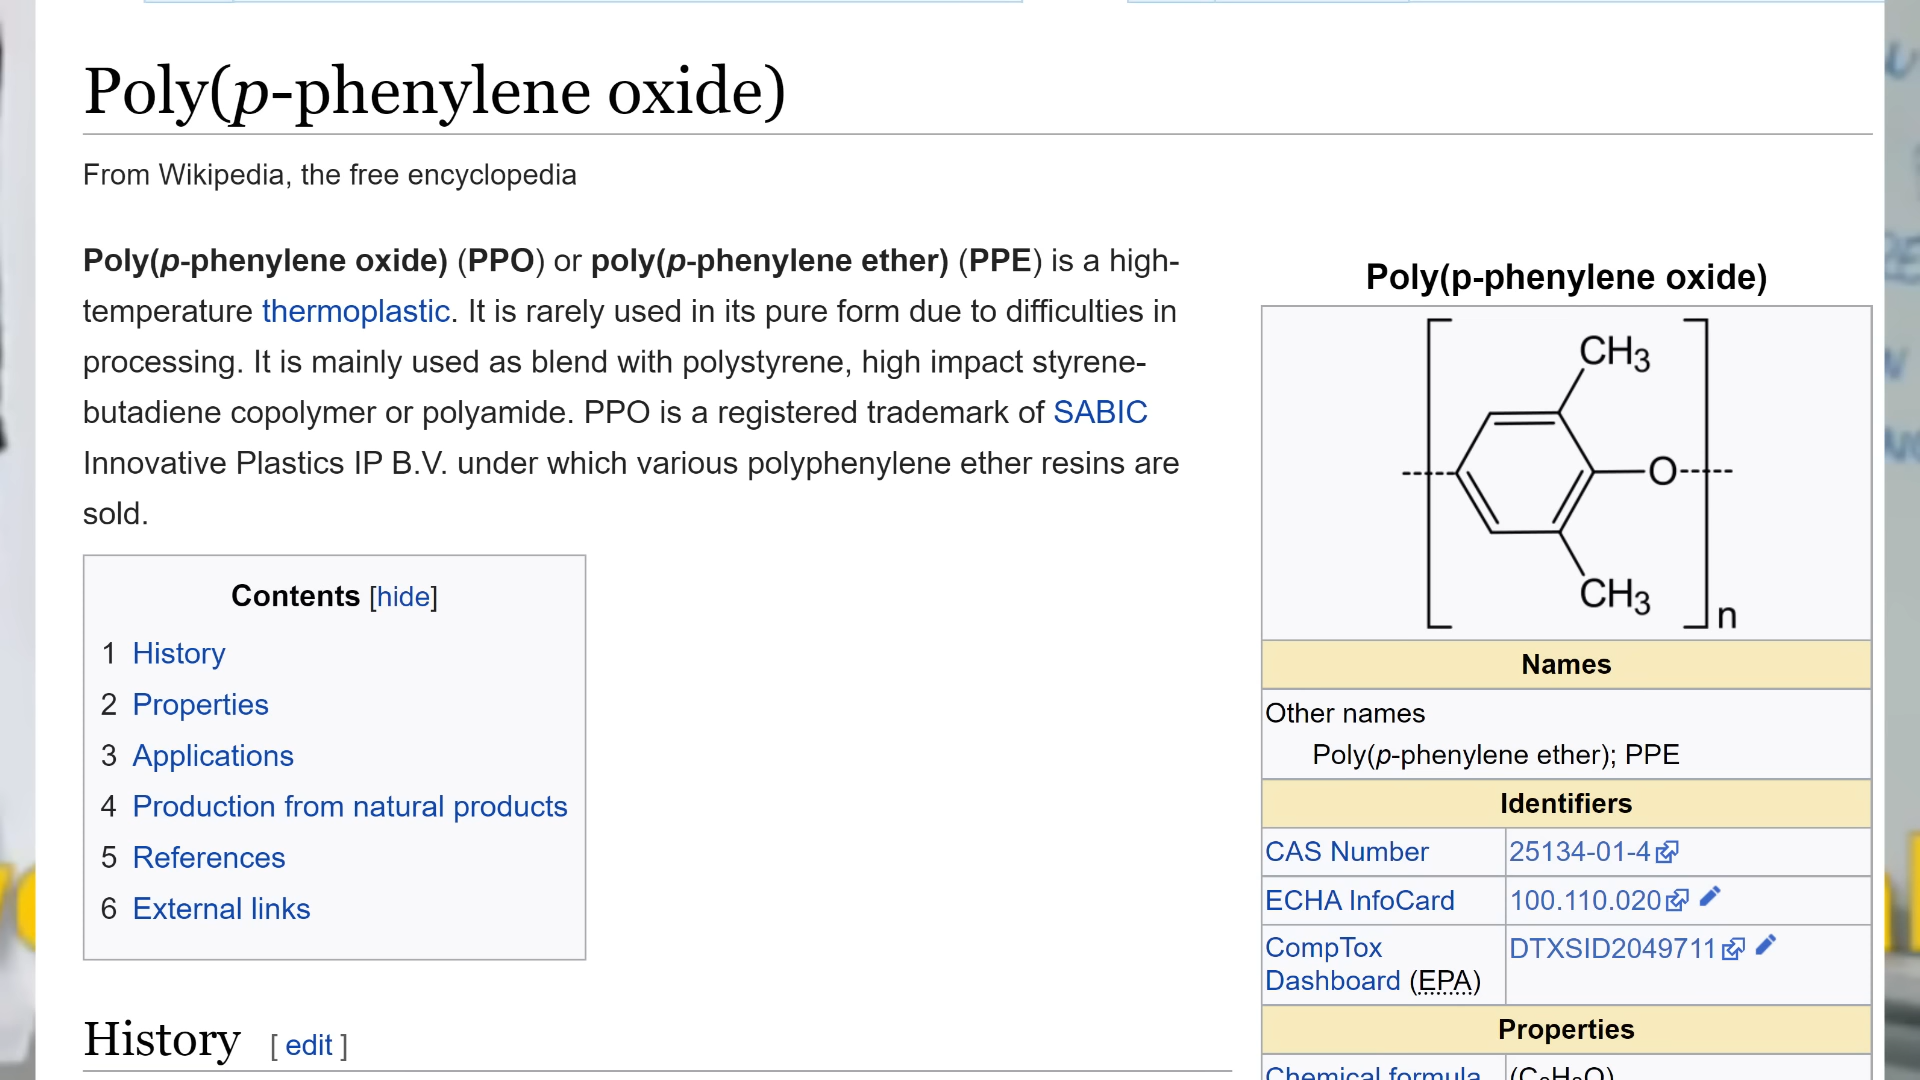 Poly(p-phenylene oxide)
From Wikipedia, the free encyclopedia
Poly(p-phenylene oxide) (PPO) or poly(p-phenylene ether) (PPE) is a high-
temperature thermoplastic. It is rarely used in its pure form due to difficulties in
processing. It is mainly used as blend with polystyrene, high impact styrene-
butadiene copolymer or polyamide. PPO is a registered trademark of SABIC
Innovative Plastics IP B.V. under which various polyphenylene ether resins are
sold.
Contents [hide]
1 History
2 Properties
3 Applications
4 Production from natural products
5 References
6 External links
History [ edit ]
Poly(p-phenylene oxide)
CH3
O
CH3
n
Names
Other names
Poly(p-phenylene ether); PPE
Identifiers
CAS Number 25134-01-4
ECHA InfoCard 100.110.020
CompTox DTXSID2049711
Dashboard (EPA)
Properties
Chemical formula